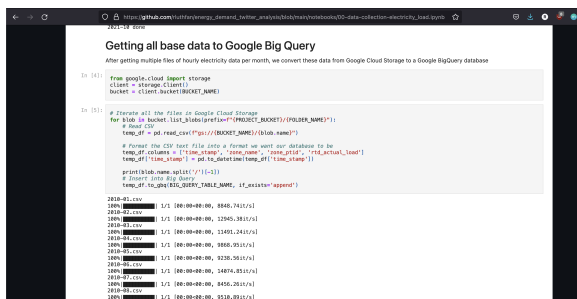 https://github.com/rluthfan/energy_demand_twitter_analysis/blob/main/notebooks/00-data-collection-electricity_load.ipynb
2021-10 done
Getting all base data to Google Big Query
After getting multiple files of hourly electricity data per month, we convert these data from Google Cloud Storage to a Google BigQuery database
In [4]:
from google.cloud import storage
client = storage.Client()
bucket = client.bucket(BUCKET_NAME)
In [5]:
# Iterate all the files in Google Cloud Storage
for blob in bucket.list_blobs(prefix=f"{PROJECT_BUCKET}/{FOLDER_NAME}"):
    # Read CSV
    temp_df = pd.read_csv(f"gs://{BUCKET_NAME}/{blob.name}")

    # Format the CSV text file into a format we want our database to be
    temp_df.columns = ['time_stamp', 'zone_name', 'zone_ptid', 'rtd_actual_load']
    temp_df['time_stamp'] = pd.to_datetime(temp_df['time_stamp'])

    print(blob.name.split('/')[-1])
    # Insert into Big Query
    temp_df.to_gbq(BIG_QUERY_TABLE_NAME, if_exists='append')
2010-01.csv
100%| | 1/1 [00:00<00:00, 8848.74it/s]
2010-02.csv
100%| | 1/1 [00:00<00:00, 12945.38it/s]
2010-03.csv
100%| | 1/1 [00:00<00:00, 11491.24it/s]
2010-04.csv
100%| | 1/1 [00:00<00:00, 9868.95it/s]
2010-05.csv
100%| | 1/1 [00:00<00:00, 9238.56it/s]
2010-06.csv
100%| | 1/1 [00:00<00:00, 14074.85it/s]
2010-07.csv
100%| | 1/1 [00:00<00:00, 8456.26it/s]
2010-08.csv
100%| | 1/1 [00:00<00:00, 9510.89it/s]